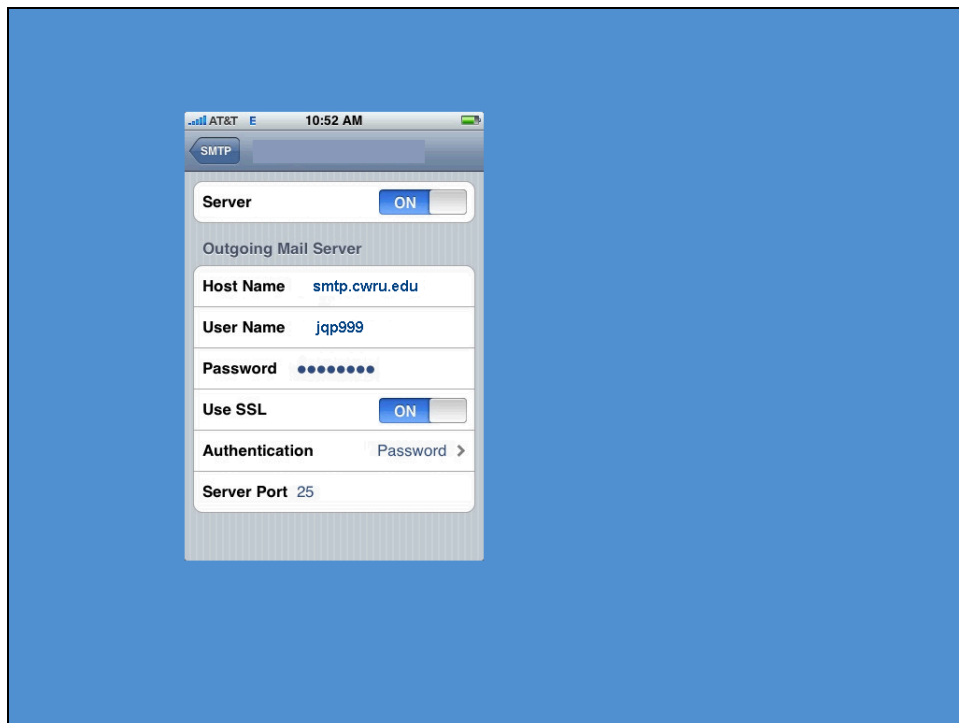 AT&T E 10:52 AM
SMTP
Server ON
Outgoing Mail Server
Host Name smtp.cwru.edu
User Name jqp999
Password ••••••••
Use SSL ON
Authentication Password
Server Port 25